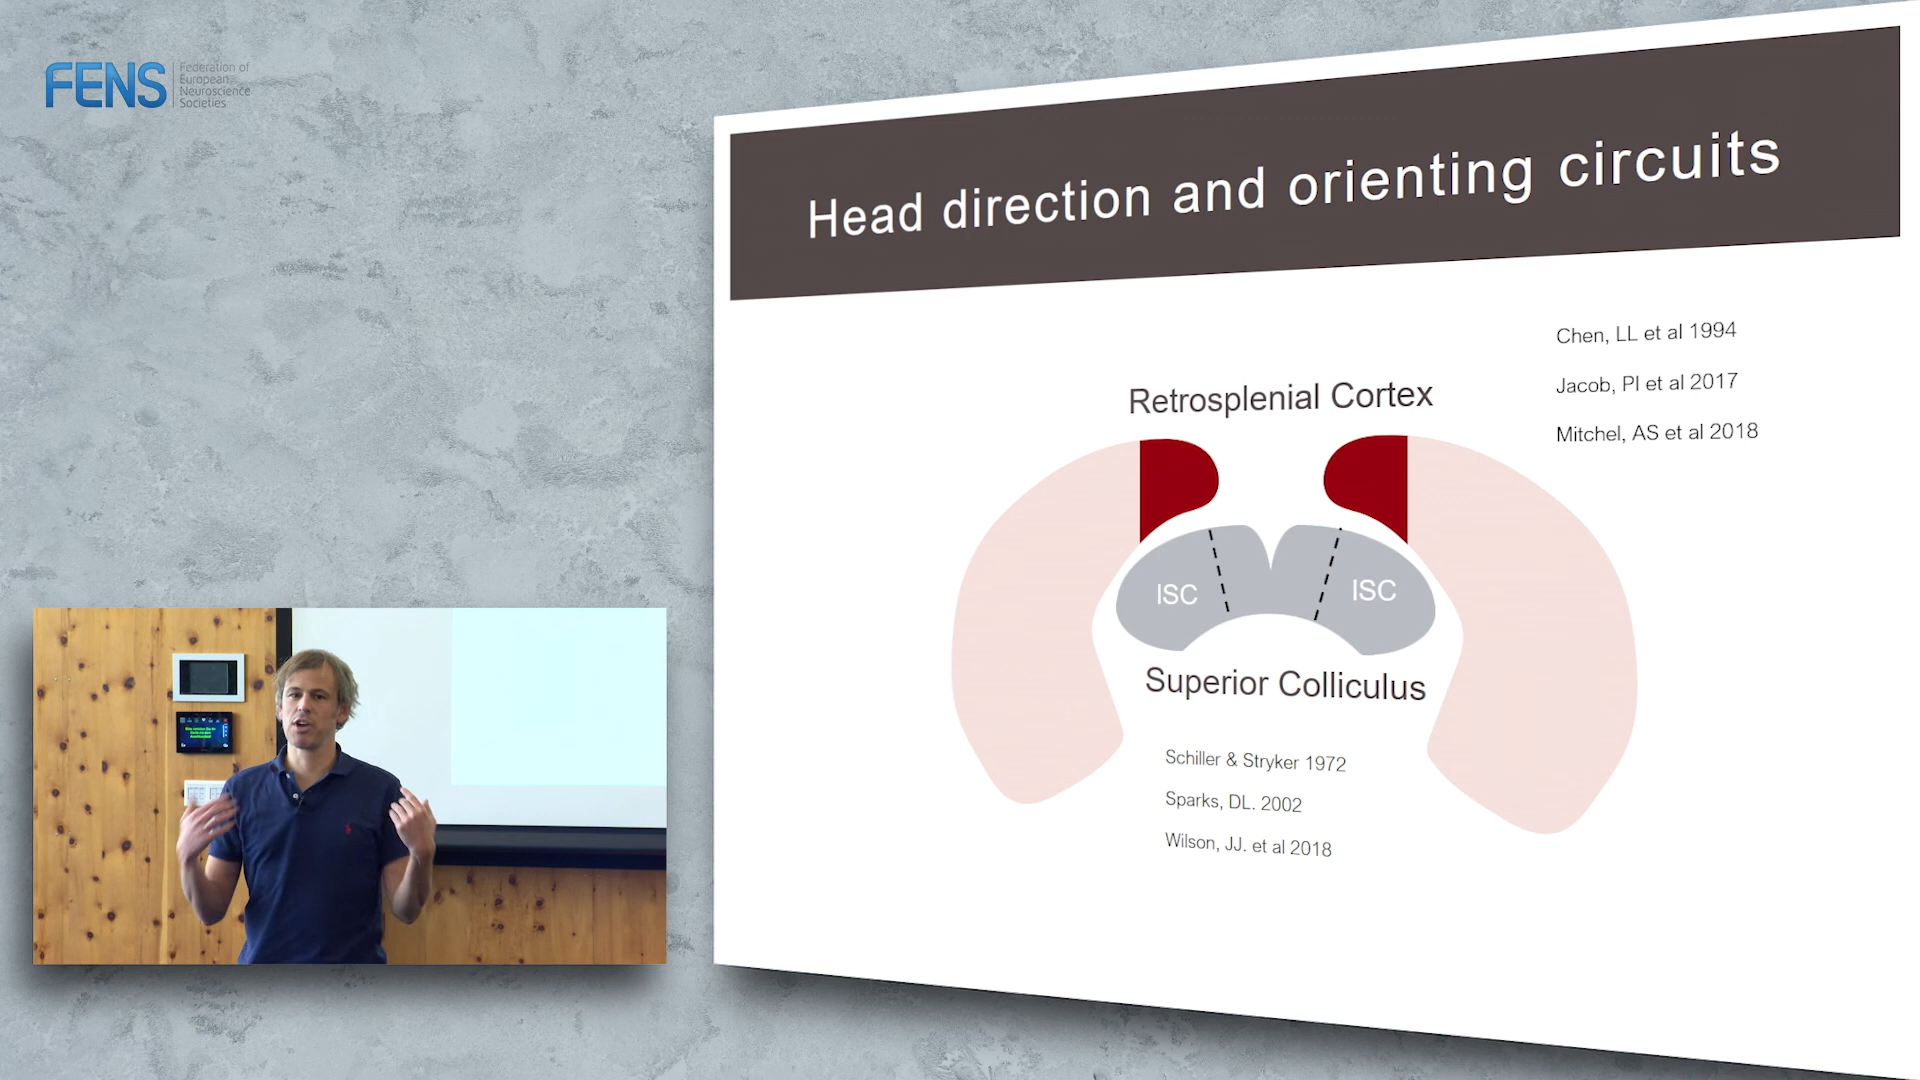 FENS
Federation of
European
Neuroscience
Societies
Head direction and orienting circuits
Chen, LL et al 1994
Jacob, PI et al 2017
Mitchel, AS et al 2018
Retrosplenial Cortex
ISC
ISC
Superior Colliculus
Schiller & Stryker 1972
Sparks, DL. 2002
Wilson, JJ. et al 2018